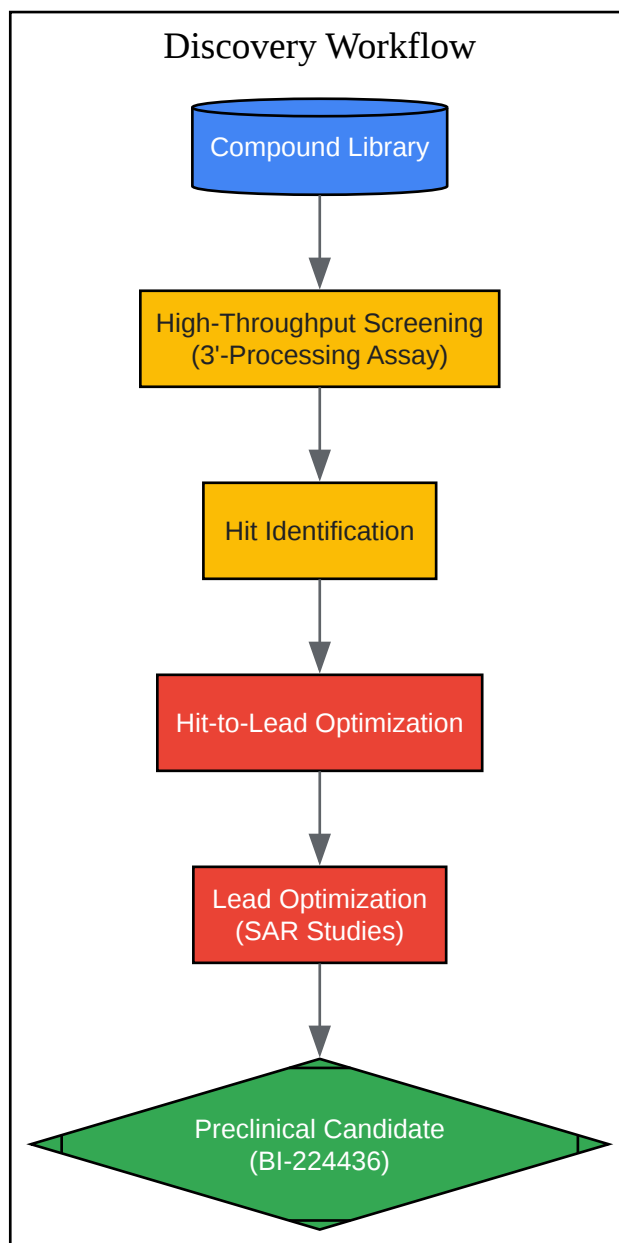 Discovery Workflow
Compound Library
High-Throughput Screening
(3'-Processing Assay)
Hit Identification
Hit-to-Lead Optimization
Lead Optimization
(SAR Studies)
Preclinical Candidate
(BI-224436)